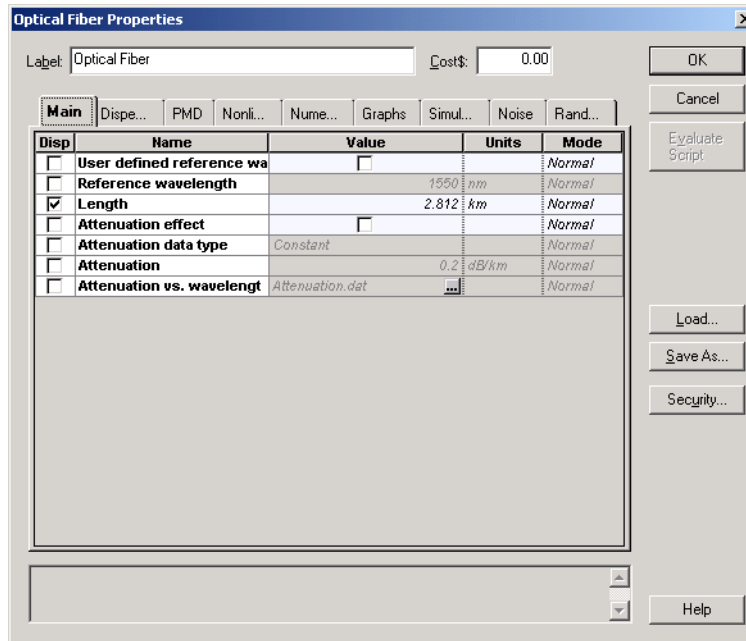 Optical Fiber Properties
Label: Optical Fiber Cost$: 0.00
OK
Cancel
Evaluate Script
Main Dispe... PMD Nonli... Nume... Graphs Simul... Noise Rand...
Disp Name Value Units Mode
User defined reference wa Normal
Reference wavelength 1550 nm Normal
Length 2.812 km Normal
Attenuation effect Normal
Attenuation data type Constant Normal
Attenuation 0.2 dB/km Normal
Attenuation vs. wavelengt Attenuation.dat ... Normal
Load...
Save As...
Security...
Help